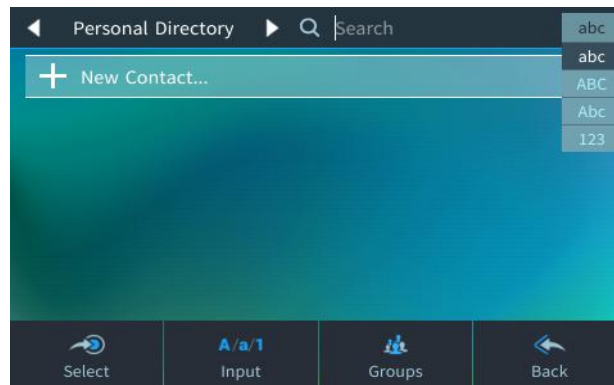 Personal Directory
Search
abc
New Contact...
abc
ABC
Abc
123
Select
A/a/1
Input
Groups
Back